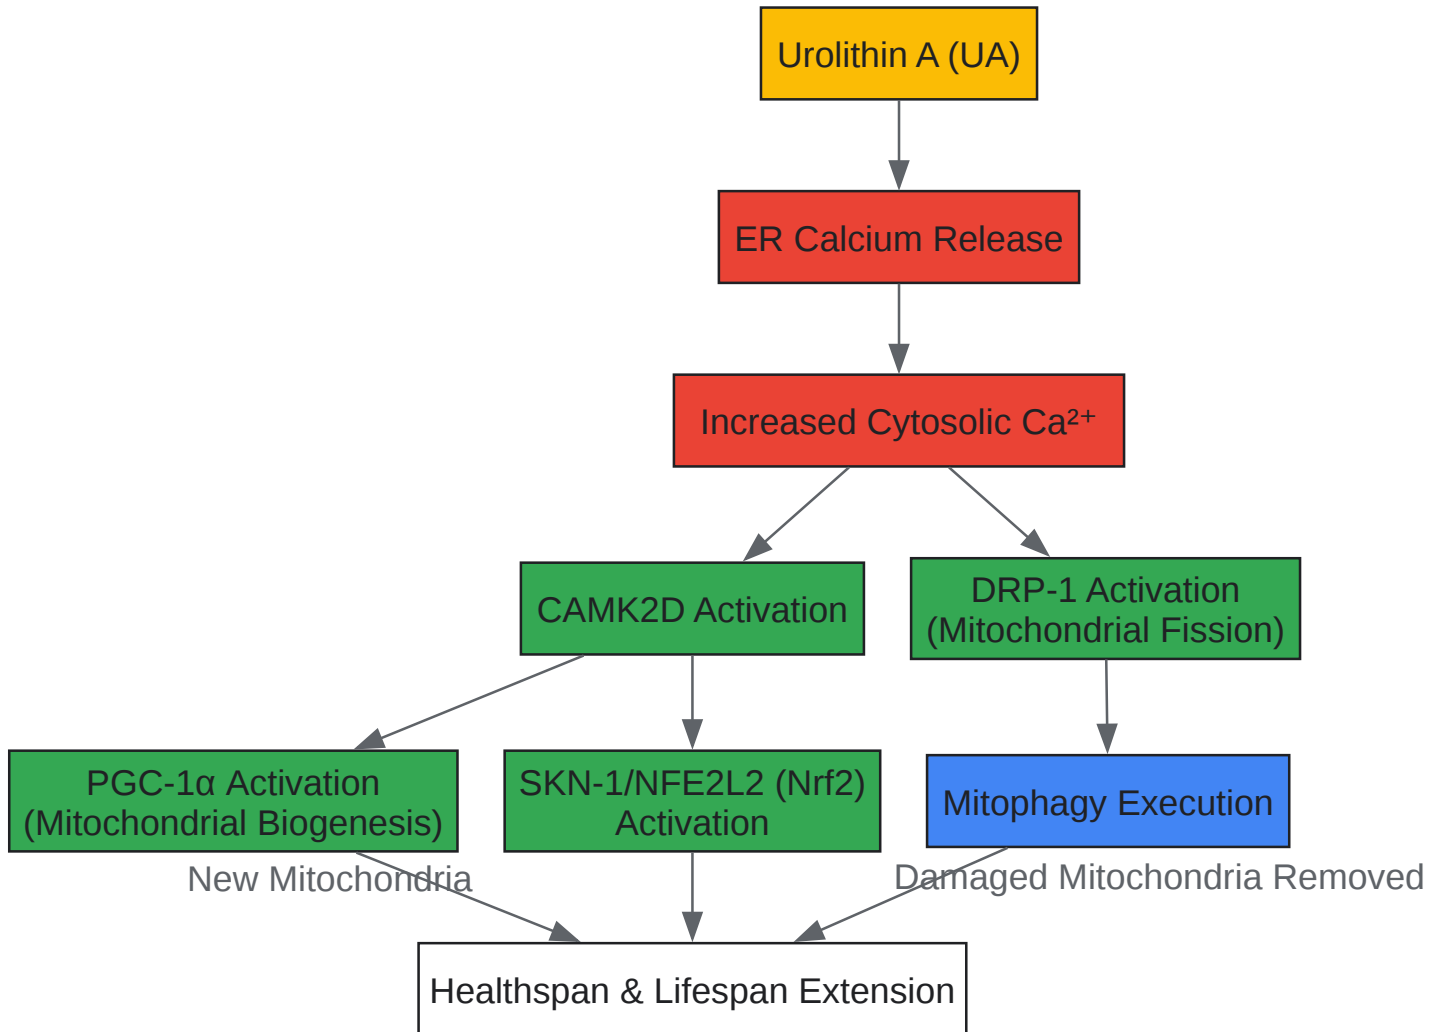 Urolithin A (UA)
ER Calcium Release
Increased Cytosolic Ca²⁺
CAMK2D Activation
DRP-1 Activation
(Mitochondrial Fission)
PGC-1α Activation
(Mitochondrial Biogenesis)
SKN-1/NFE2L2 (Nrf2)
Activation
Mitophagy Execution
New Mitochondria
Damaged Mitochondria Removed
Healthspan & Lifespan Extension